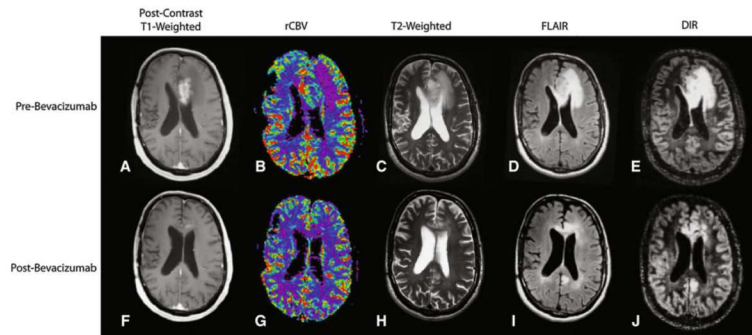 Post-Contrast
T1-Weighted
rCBV
T2-Weighted
FLAIR
DIR
Pre-Bevacizumab
A
B
C
D
E
Post-Bevacizumab
F
G
H
I
J